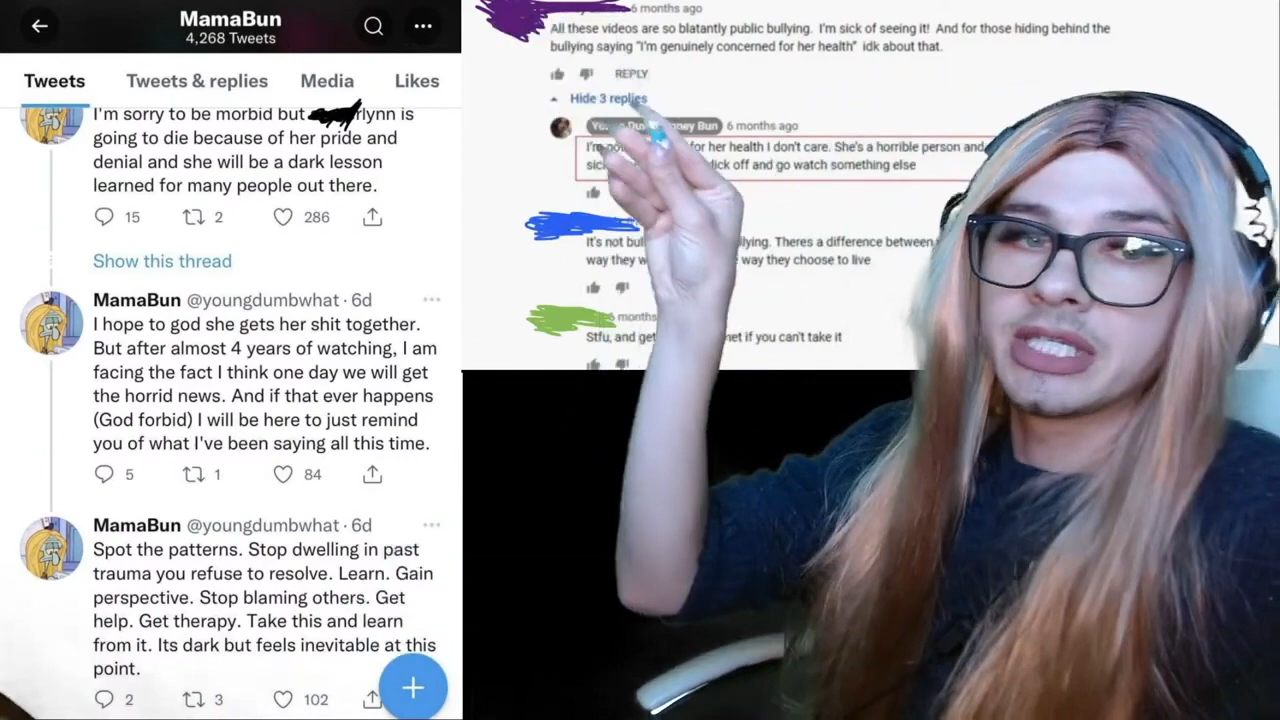 MamaBun
4,268 Tweets
Tweets Tweets & replies Media Likes
I'm sorry to be morbid but rlynn is
going to die because of her pride and
denial and she will be a dark lesson
learned for many people out there.
15 2 286
Show this thread
MamaBun @youngdumbwhat · 6d
I hope to god she gets her shit together.
But after almost 4 years of watching, I am
facing the fact I think one day we will get
the horrid news. And if that ever happens
(God forbid) I will be here to just remind
you of what I've been saying all this time.
5 1 84
MamaBun @youngdumbwhat · 6d
Spot the patterns. Stop dwelling in past
trauma you refuse to resolve. Learn. Gain
perspective. Stop blaming others. Get
help. Get therapy. Take this and learn
from it. Its dark but feels inevitable at this
point.
2 3 102
6 months ago
All these videos are so blatantly public bullying. I'm sick of seeing it! And for those hiding behind the
bullying saying "I'm genuinely concerned for her health" idk about that.
REPLY
Hide 3 replies
Bun 6 months ago
I'm for her health I don't care. She's a horrible person and
click off and go watch something else
It's not Theres a difference between
way they way they choose to live
6 months
Stfu, and get if you can't take it